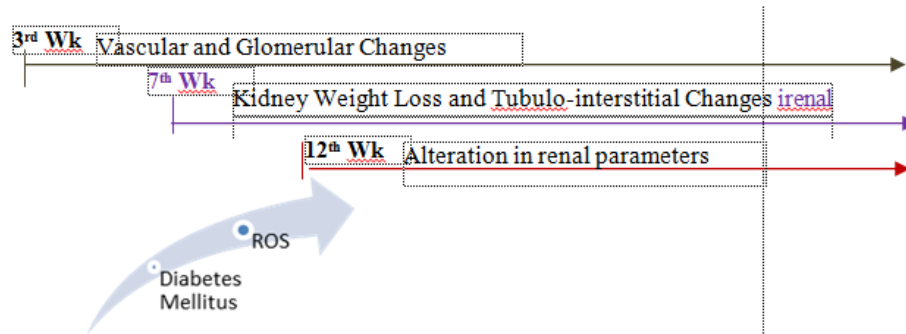 3rd Wk Vascular and Glomerular Changes
7th Wk
Kidney Weight Loss and Tubulo-interstitial Changes irenal
12th Wk Alteration in renal parameters
ROS
Diabetes
Mellitus